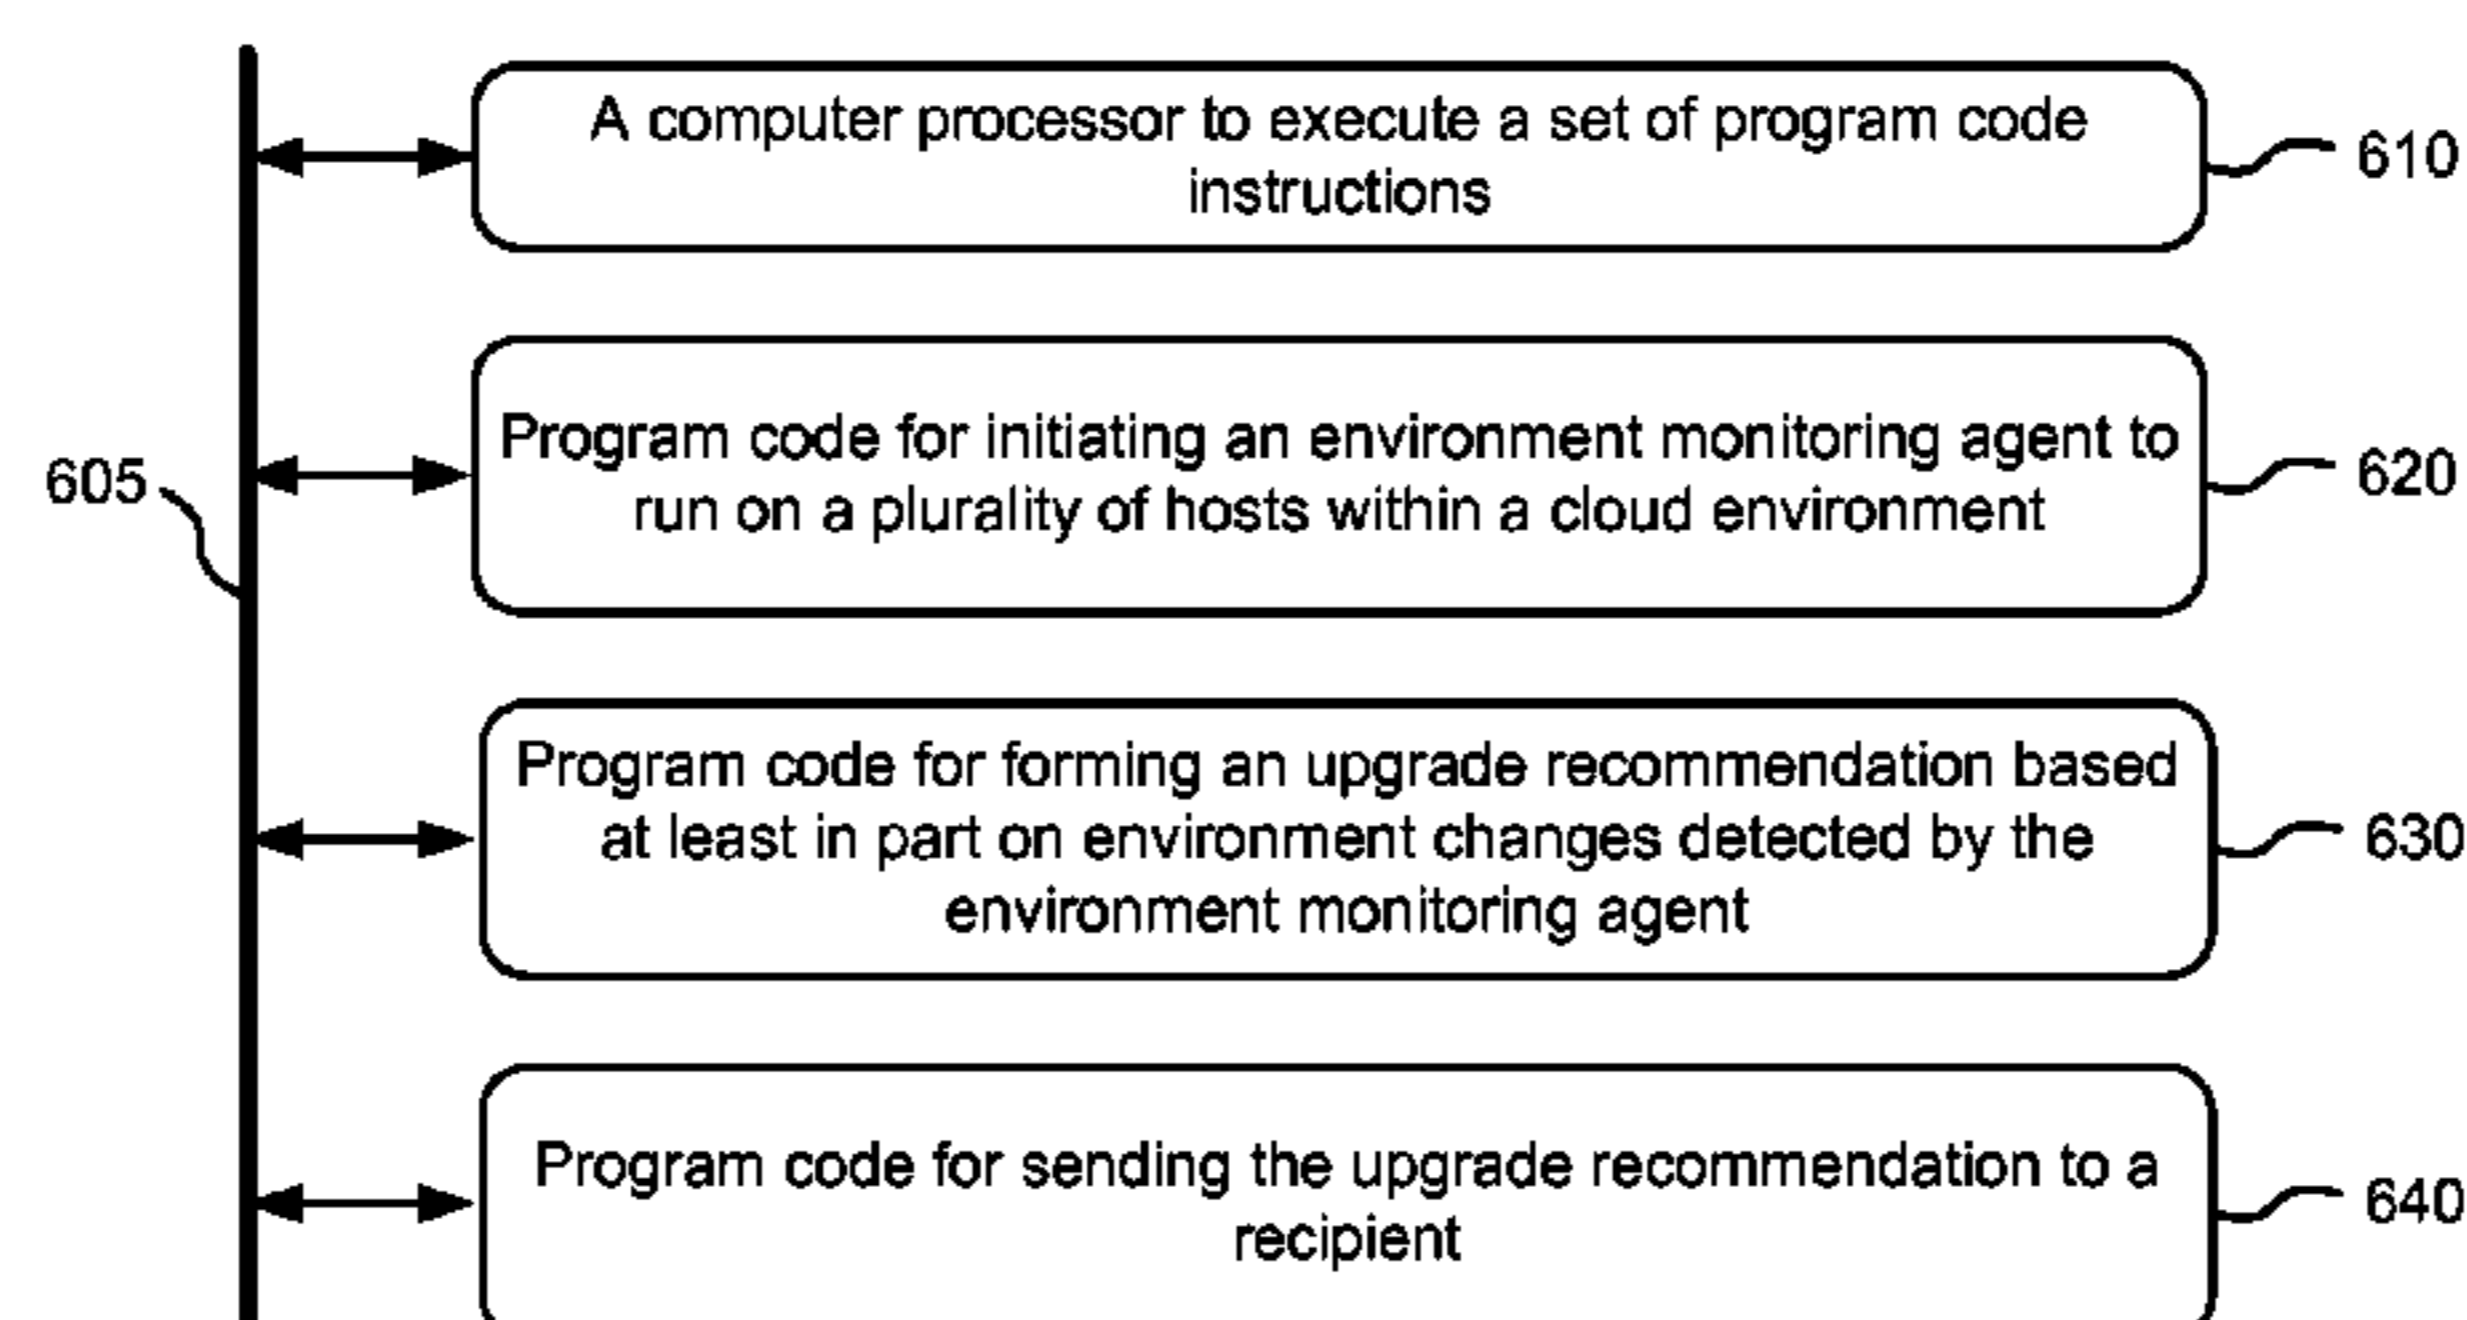 A computer processor to execute a set of program code
instructions
610
Program code for initiating an environment monitoring agent to
run on a plurality of hosts within a cloud environment
620
605
Program code for forming an upgrade recommendation based
at least in part on environment changes detected by the
environment monitoring agent
630
Program code for sending the upgrade recommendation to a
recipient
640